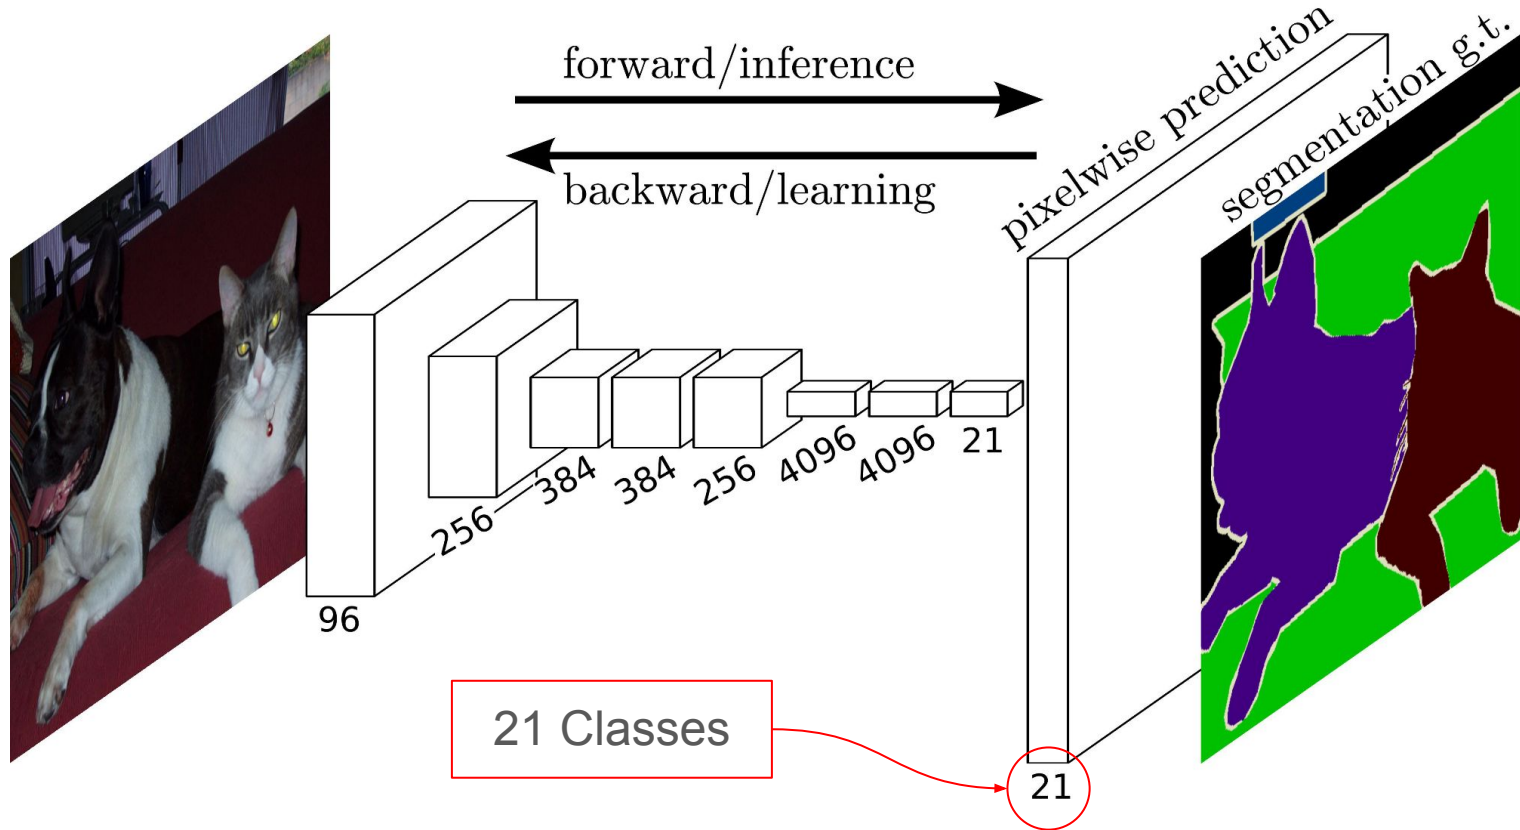 forward/inference
backward/learning
pixelwise prediction
segmentation g.t.
96
256
384
384
256
4096
4096
21
21 Classes
21